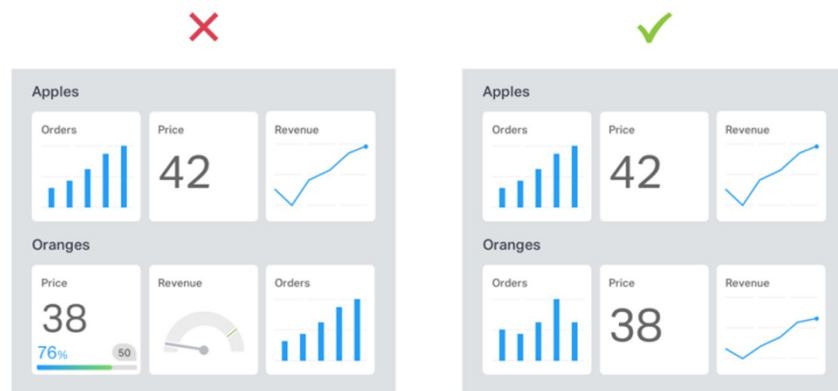 Apples
Orders
Price
Revenue
42
Oranges
Price
Revenue
Orders
38
76%
50
Apples
Orders
Price
Revenue
42
Oranges
Orders
Price
Revenue
38